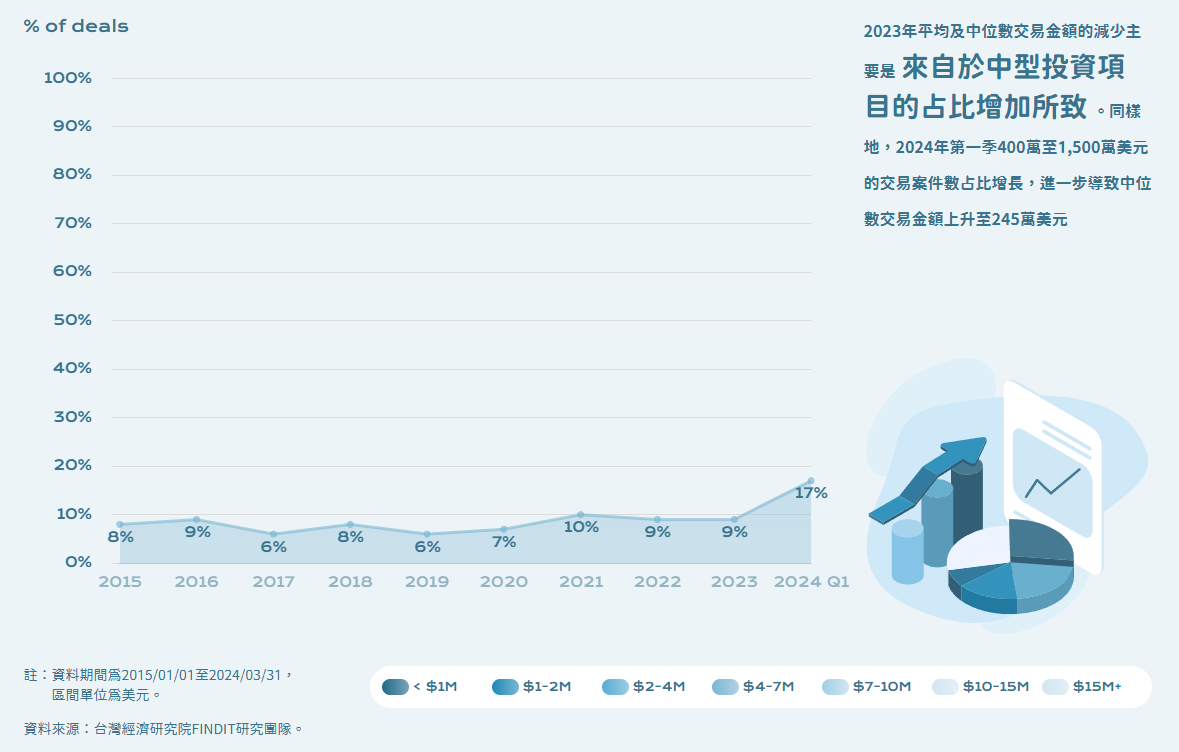 % of deals
100%
90%
80%
70%
60%
50%
40%
30%
20%
10%
0%
8%
9%
6%
8%
6%
7%
10%
9%
9%
17%
2015
2016
2017
2018
2019
2020
2021
2022
2023
2024 Q1
2023年平均及中位數交易金額的減少主
要是 來自於中型投資項
目的占比增加所致 。同樣
地，2024年第一季400萬至1,500萬美元
的交易案件數占比增長，進一步導致中位
數交易金額上升至245萬美元
註：資料期間為2015/01/01至2024/03/31，
區間單位為美元。
資料來源：台灣經濟研究院FINDIT研究團隊。
< $1M
$1-2M
$2-4M
$4-7M
$7-10M
$10-15M
$15M+